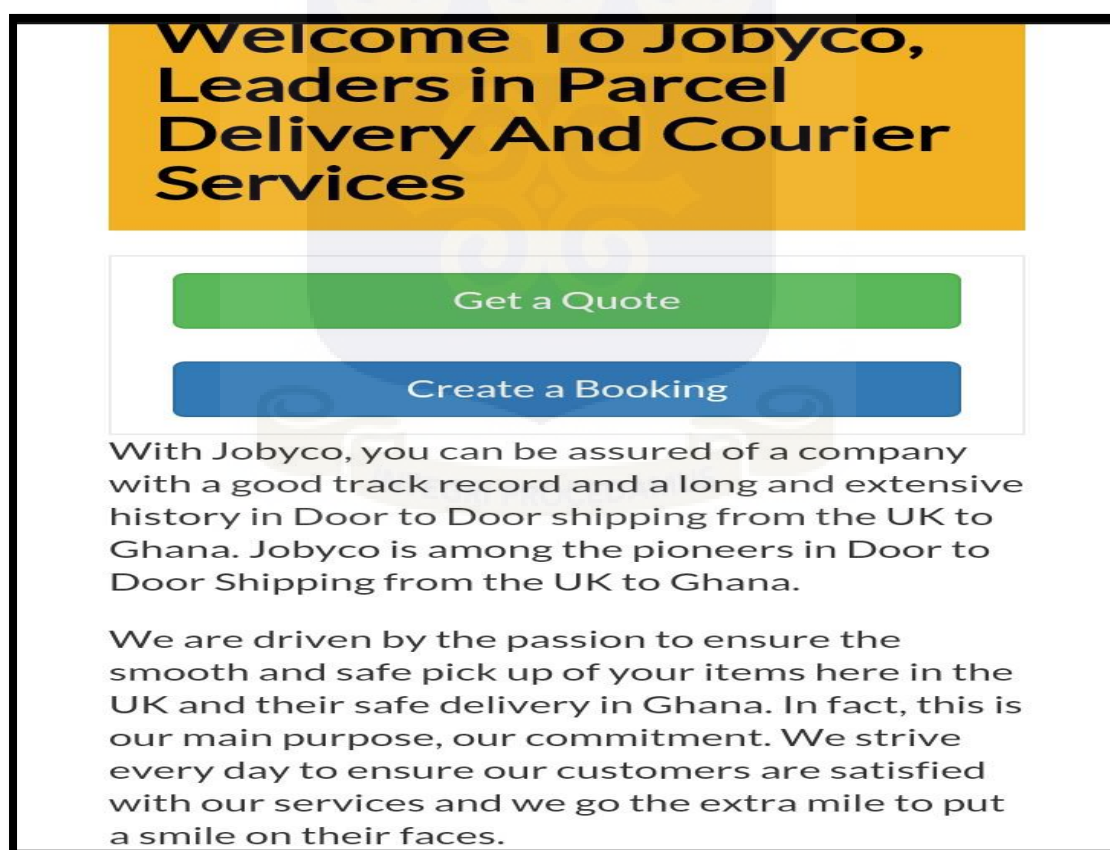 Welcome To Jobyco,
Leaders in Parcel
Delivery And Courier
Services
Get a Quote
Create a Booking
With Jobyco, you can be assured of a company
with a good track record and a long and extensive
history in Door to Door shipping from the UK to
Ghana. Jobyco is among the pioneers in Door to
Door Shipping from the UK to Ghana.
We are driven by the passion to ensure the
smooth and safe pick up of your items here in the
UK and their safe delivery in Ghana. In fact, this is
our main purpose, our commitment. We strive
every day to ensure our customers are satisfied
with our services and we go the extra mile to put
a smile on their faces.